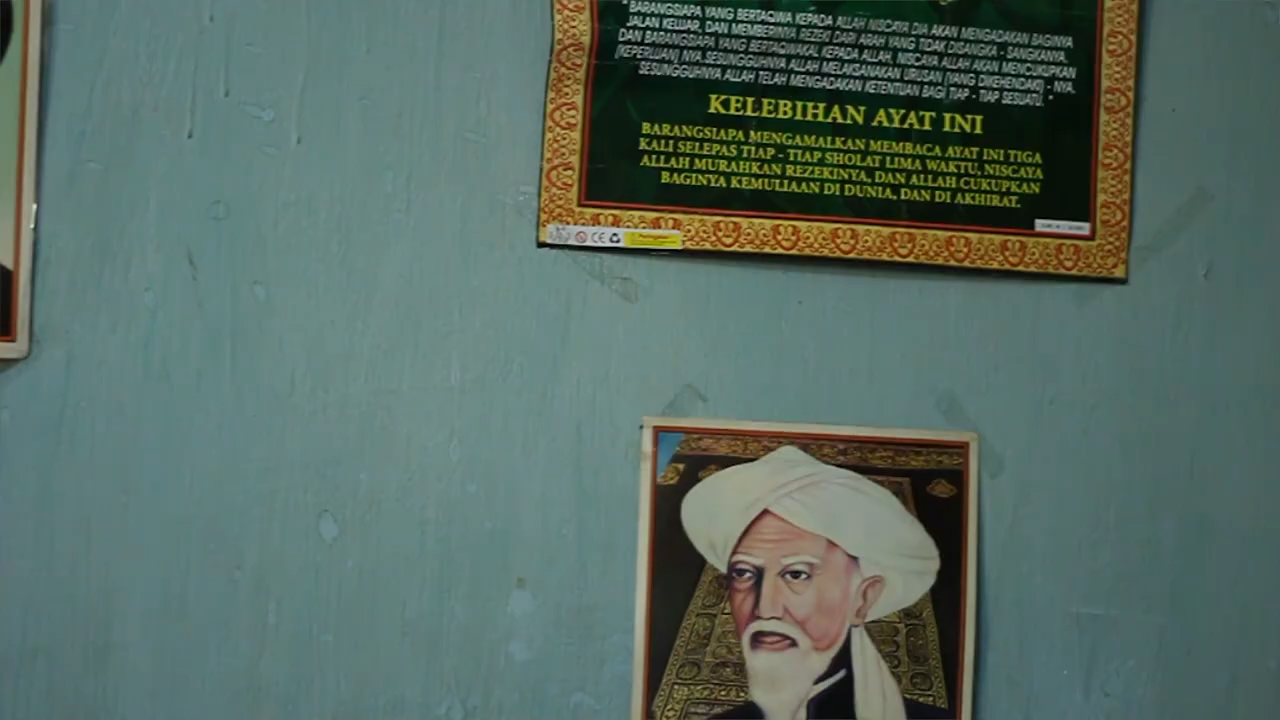 "BARANGSIAPA YANG BERTAQWA KEPADA ALLAH NISCAYA DIA AKAN MENGADAKAN BAGINYA
JALAN KELUAR, DAN MEMBERINYA REZEKI DARI ARAH YANG TIDAK DISANGKA - SANGKANYA.
DAN BARANGSIAPA YANG BERTAQWAKAL KEPADA ALLAH, NISCAYA ALLAH AKAN MENCUKUPKAN
[KEPERLUAN] NYA. SESUNGGUHNYA ALLAH MELAKSANAKAN URUSAN [YANG DIKEHENDAKI] - NYA.
SESUNGGUHNYA ALLAH TELAH MENGADAKAN KETENTUAN BAGI TIAP - TIAP SESUATU."
KELEBIHAN AYAT INI
BARANGSIAPA MENGAMALKAN MEMBACA AYAT INI TIGA
KALI SELEPAS TIAP - TIAP SHOLAT LIMA WAKTU, NISCAYA
ALLAH MURAHKAN REZEKINYA, DAN ALLAH CUKUPKAN
BAGINYA KEMULIAAN DI DUNIA, DAN DI AKHIRAT.
CE